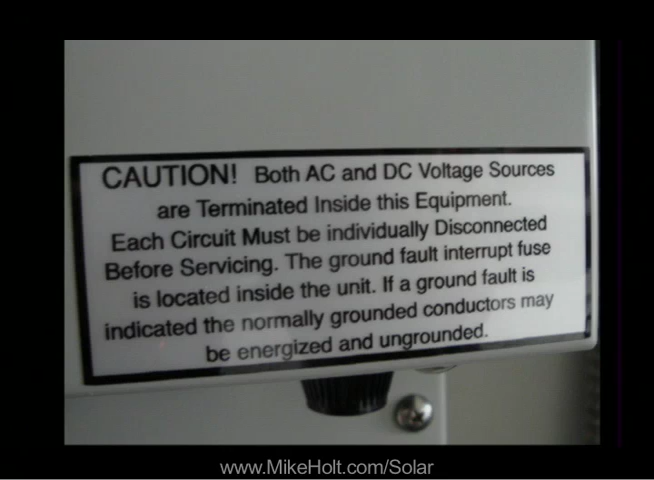 CAUTION! Both AC and DC Voltage Sources
are Terminated Inside this Equipment.
Each Circuit Must be individually Disconnected
Before Servicing. The ground fault interrupt fuse
is located inside the unit. If a ground fault is
indicated the normally grounded conductors may
be energized and ungrounded.
www.MikeHolt.com/Solar